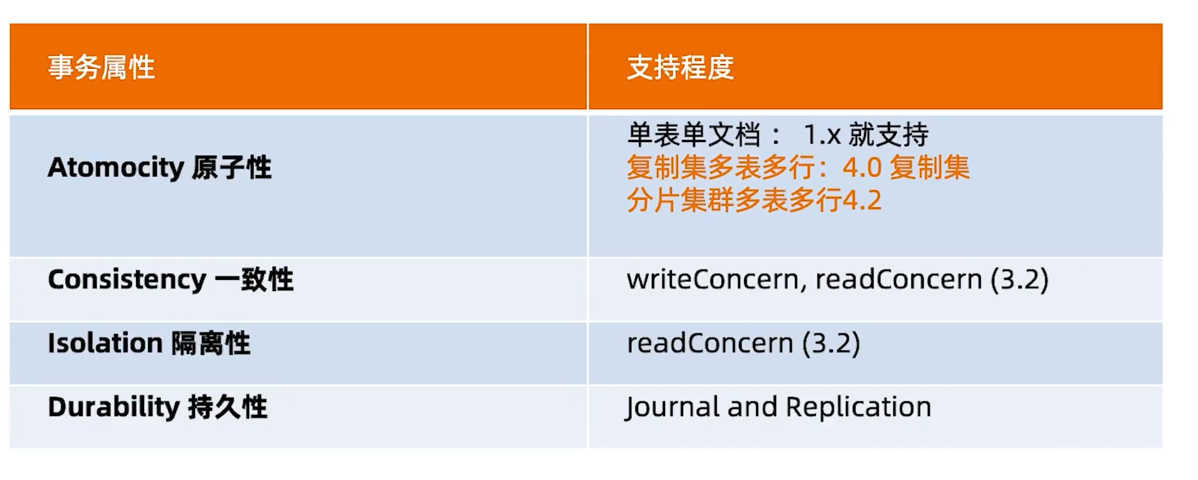 事务属性
支持程度
Atomocity 原子性
单表单文档： 1.x 就支持
复制集多表多行：4.0 复制集
分片集群多表多行4.2
Consistency 一致性
writeConcern, readConcern (3.2)
Isolation 隔离性
readConcern (3.2)
Durability 持久性
Journal and Replication